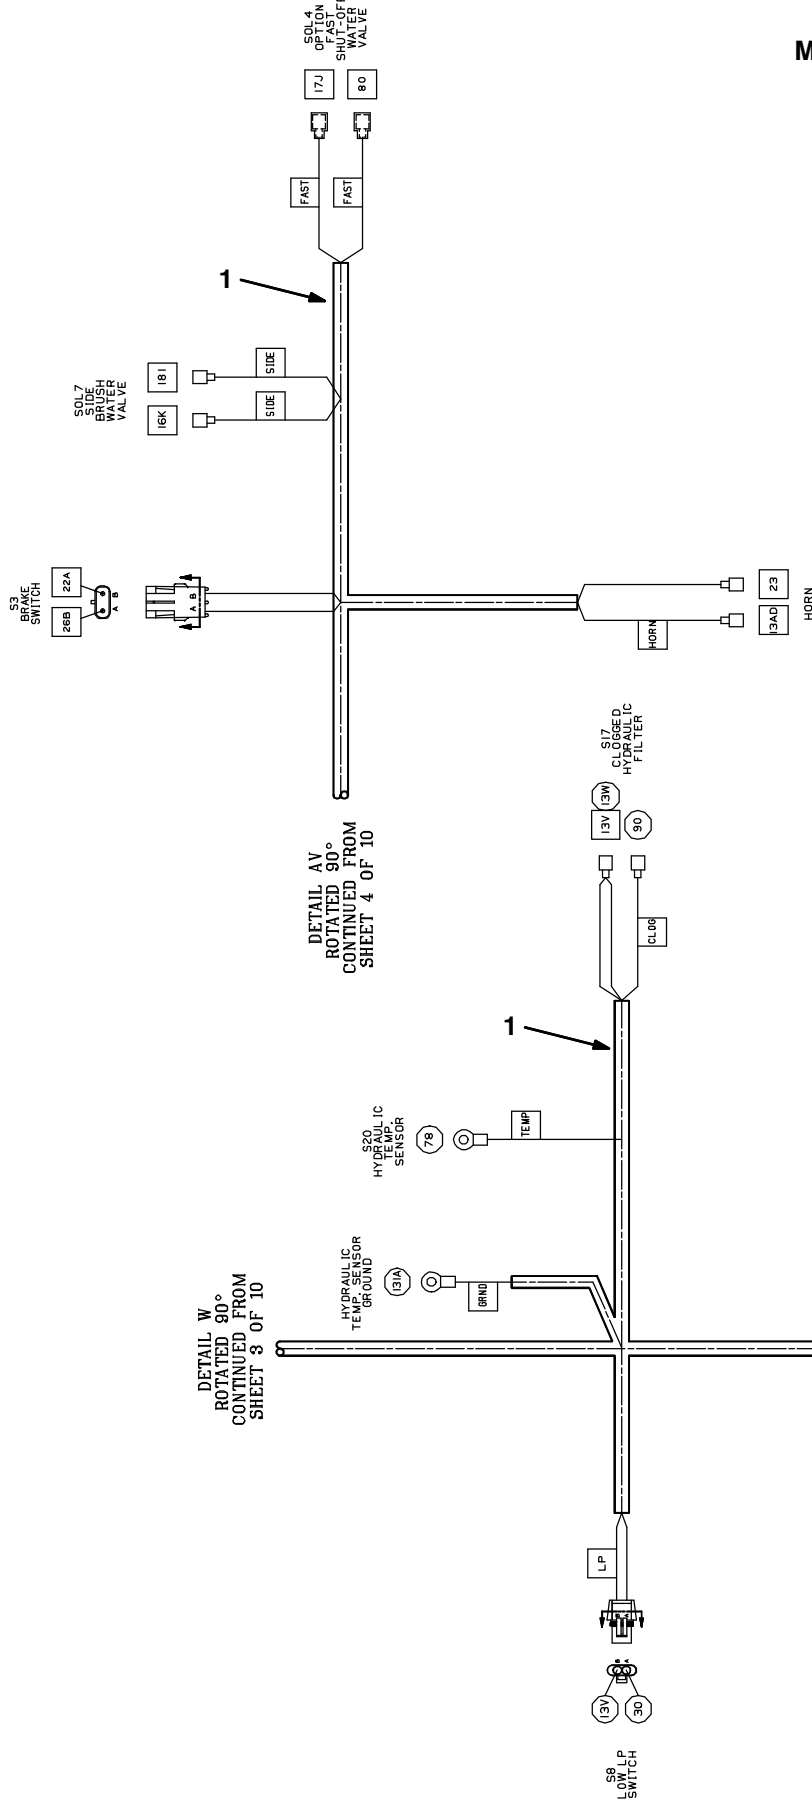 SOL4
OPTION
FAST
SHUT-OFF
WATER
VALVE
M
17J
80
FAST
FAST
1
SOL7
SIDE
BRUSH
WATER
VALVE
181
16K
SIDE
SIDE
S3
BRAKE
SWITCH
22A
26B
B
A
B
A
23
13AD
HORN
HORN
DETAIL AV
ROTATED 90°
CONTINUED FROM
SHEET 4 OF 10
S17
CLOGGED
HYDRAULIC
FILTER
13W
13V
90
CLOG
1
S20
HYDRAULIC
TEMP.
SENSOR
78
TEMP
HYDRAULIC
TEMP. SENSOR
GROUND
131A
GRND
DETAIL W
ROTATED 90°
CONTINUED FROM
SHEET 3 OF 10
LP
B
A
B
A
13V
30
S8
LOW LP
SWITCH